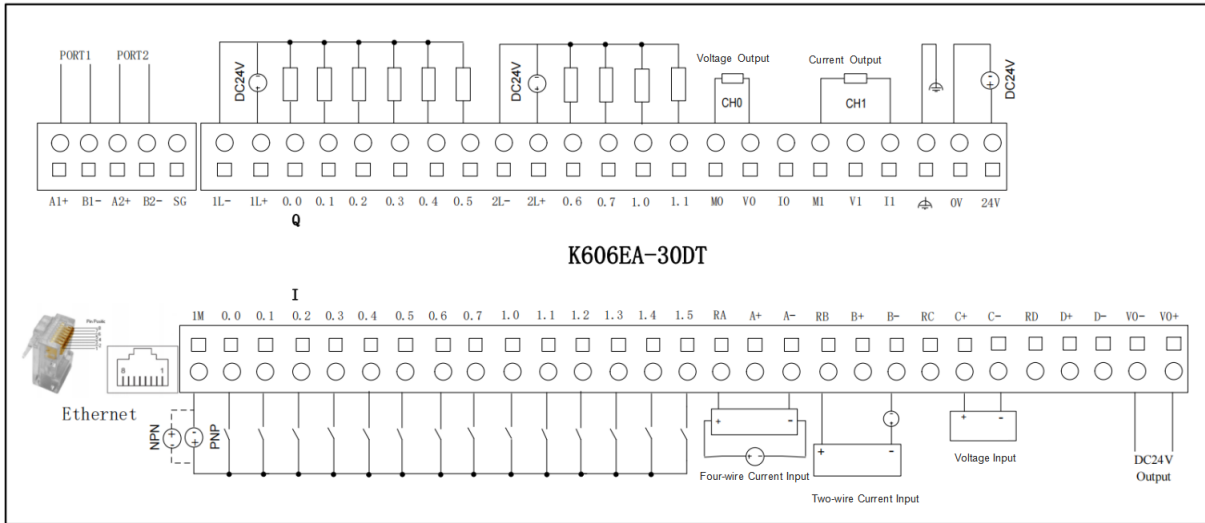 PORT1 PORT2 DC24V DC24V Voltage Output Current Output DC24V
CH0 CH1
A1+ B1- A2+ B2- SG 1L- 1L+ 0.0 0.1 0.2 0.3 0.4 0.5 2L- 2L+ 0.6 0.7 1.0 1.1 M0 V0 I0 M1 V1 I1 0V 24V
Q
K606EA-30DT
I
1M 0.0 0.1 0.2 0.3 0.4 0.5 0.6 0.7 1.0 1.1 1.2 1.3 1.4 1.5 RA A+ A- RB B+ B- RC C+ C- RD D+ D- VO- VO+
8 1
Ethernet
NPN PNP
Four-wire Current Input
Two-wire Current Input
Voltage Input
DC24V
Output